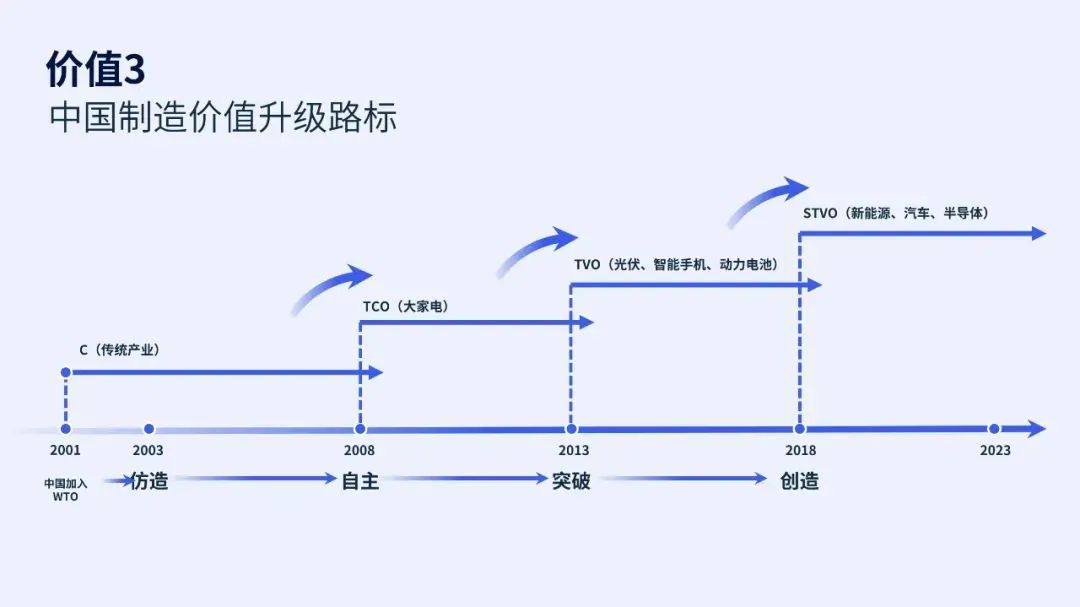 价值3
中国制造价值升级路标
STVO（新能源、汽车、半导体）
TVO（光伏、智能手机、动力电池）
TCO（大家电）
C（传统产业）
2001
2003
2008
2013
2018
2023
中国加入
WTO
仿造
自主
突破
创造